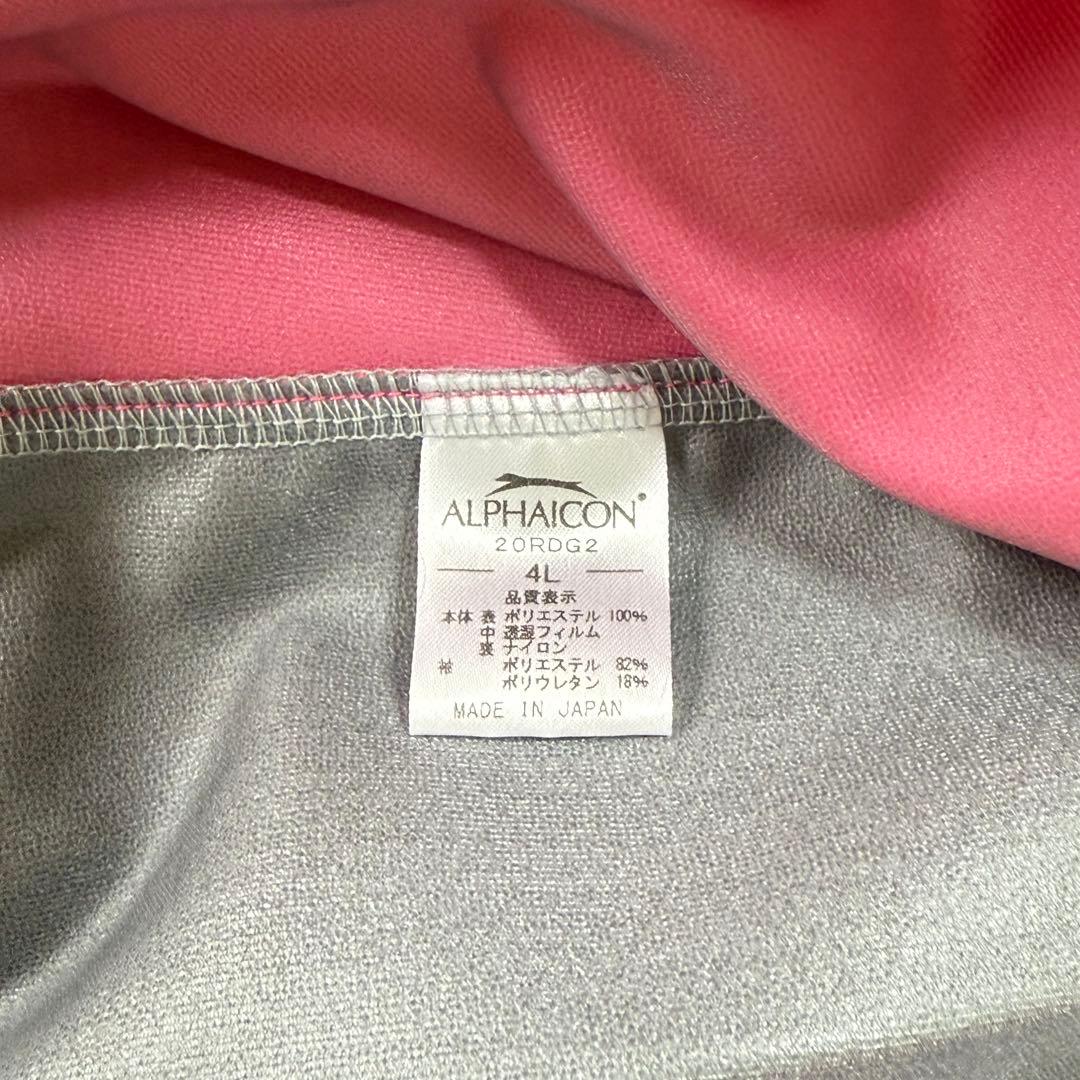 ALPHAICON®
20RDG2
4L
品質表示
本体 表 ポリエステル 100%
中 透湿フィルム
裏 ナイロン
袖 ポリエステル 82%
ポリウレタン 18%
MADE IN JAPAN